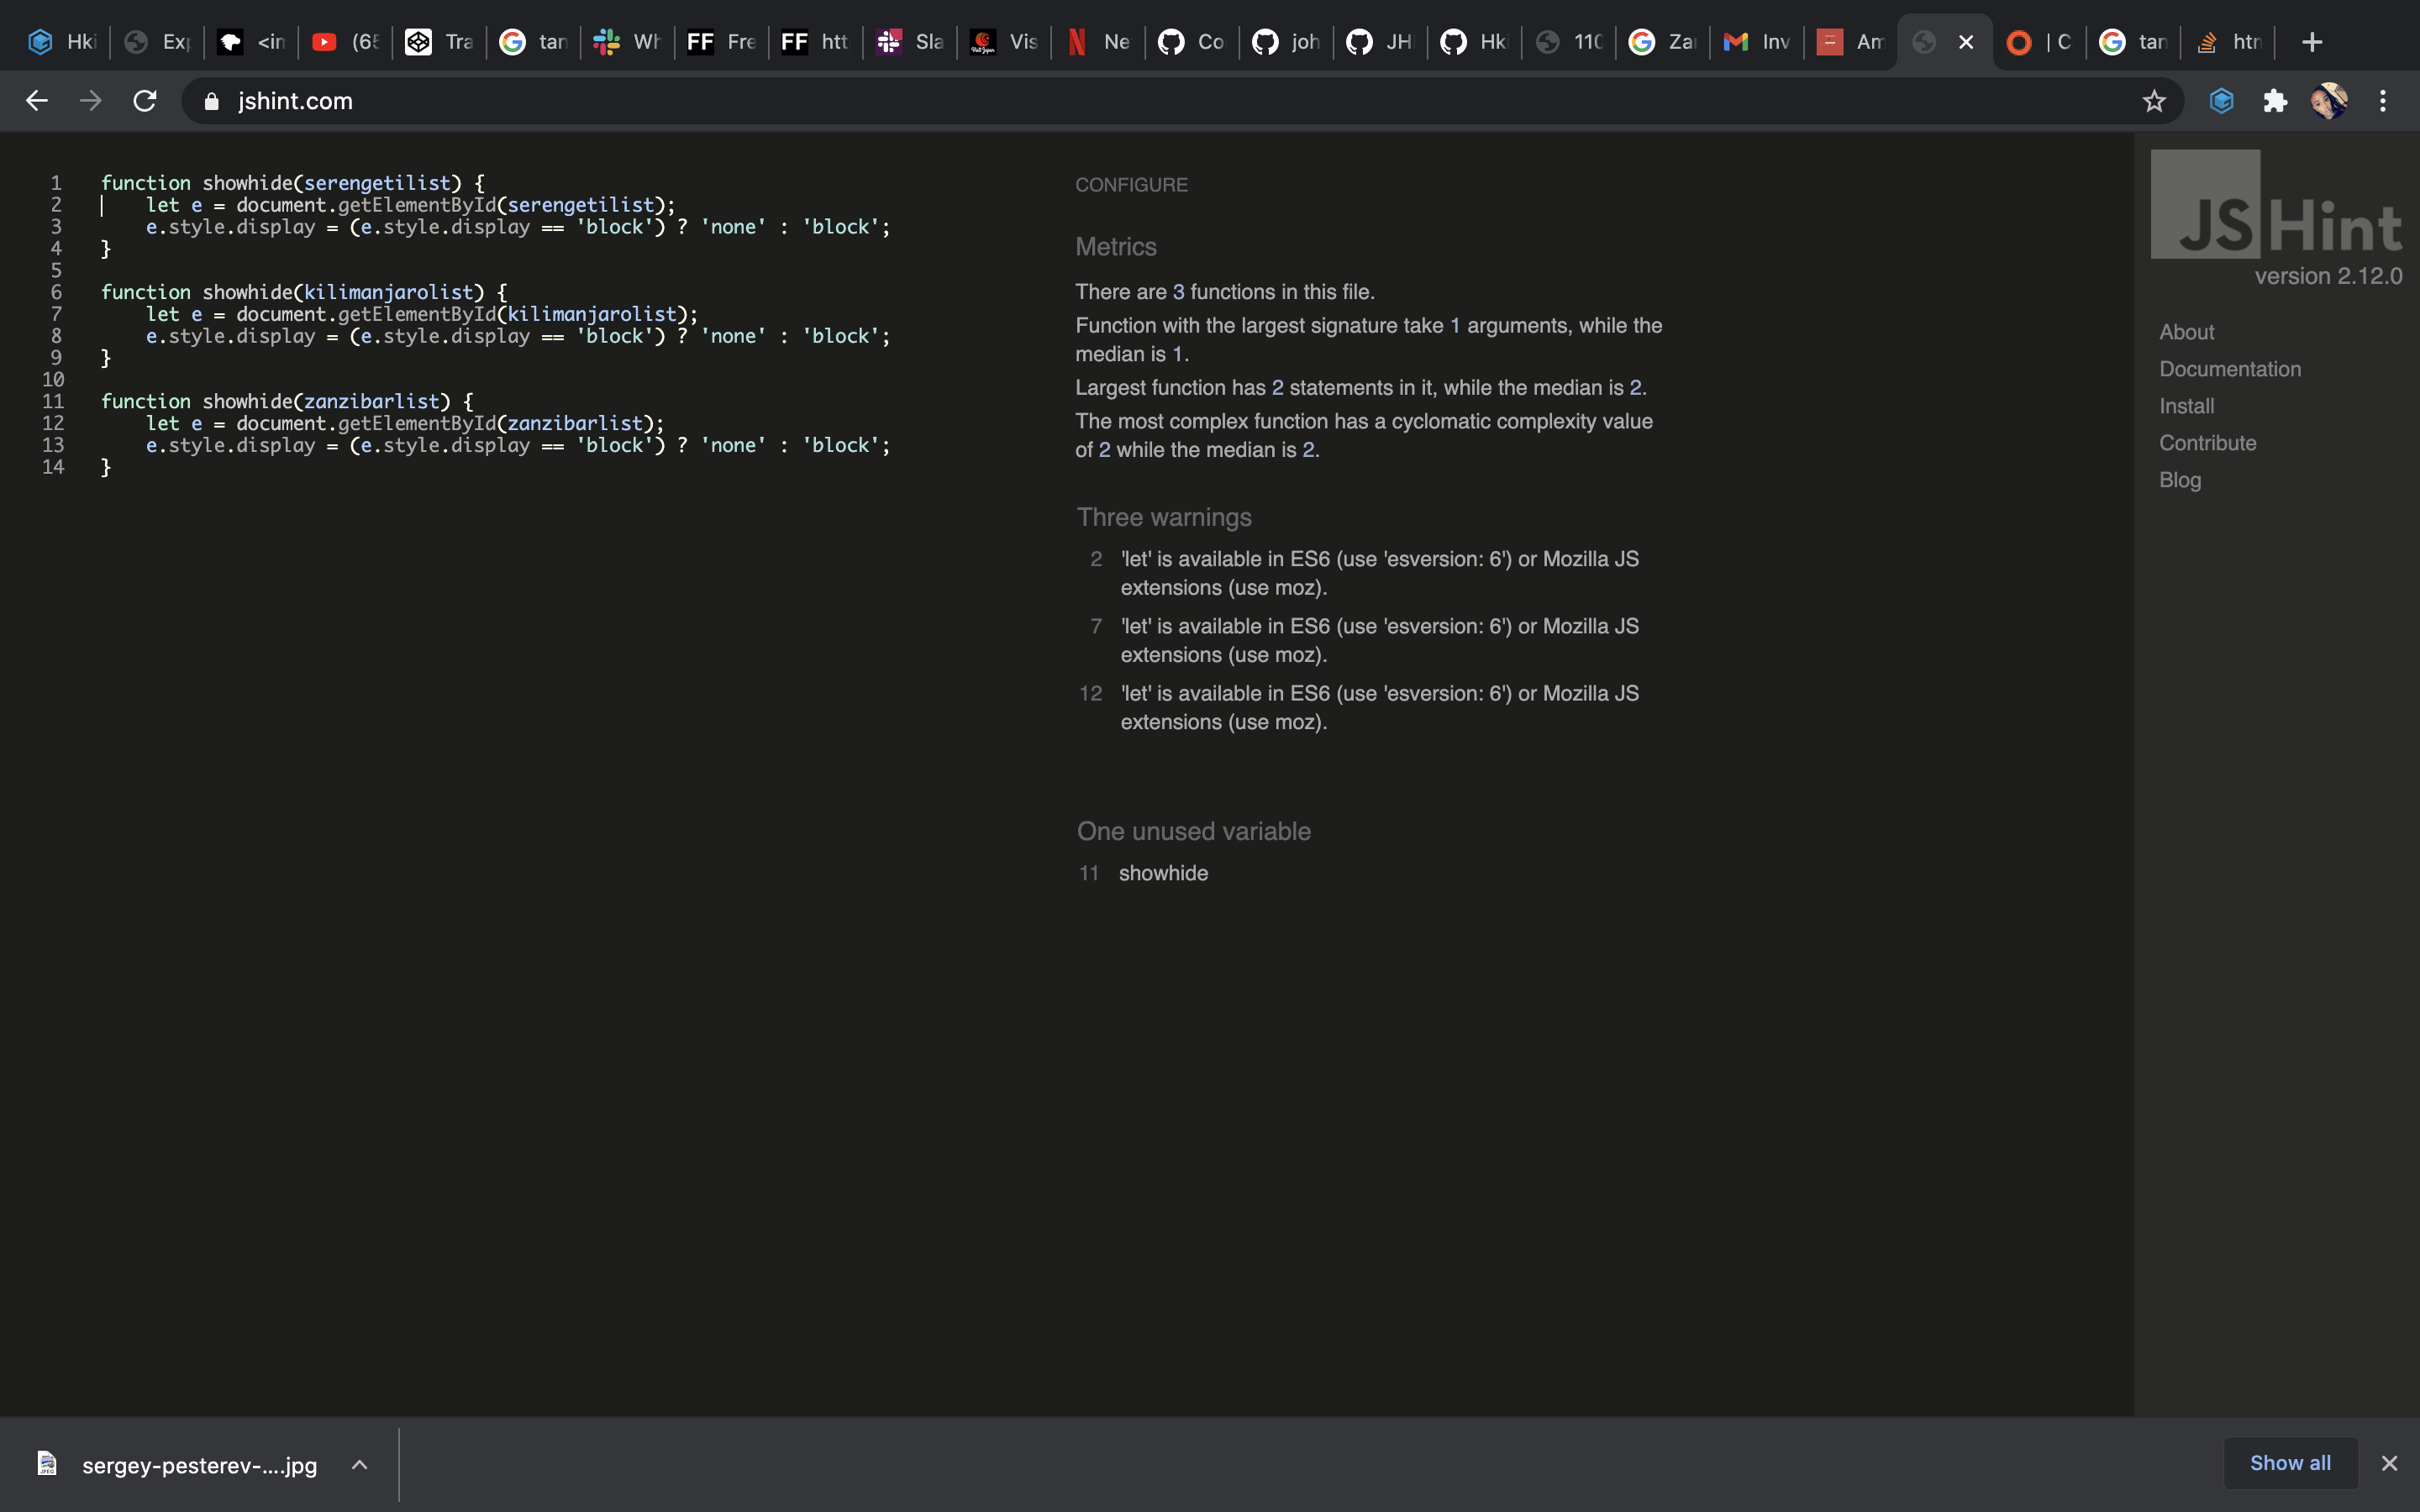 Hki Exp <in (65 Tra tan Wh FF Fre FF htt Sla Vis Ne Co joh JH Hki 110 Zai Inv Am | C tan htn
jshint.com
1 function showhide(serengetilist) {
2 let e = document.getElementById(serengetilist);
3 e.style.display = (e.style.display == 'block') ? 'none' : 'block';
4 }
5
6 function showhide(kilimanjarolist) {
7 let e = document.getElementById(kilimanjarolist);
8 e.style.display = (e.style.display == 'block') ? 'none' : 'block';
9 }
10
11 function showhide(zanzibarlist) {
12 let e = document.getElementById(zanzibarlist);
13 e.style.display = (e.style.display == 'block') ? 'none' : 'block';
14 }
CONFIGURE
Metrics
There are 3 functions in this file.
Function with the largest signature take 1 arguments, while the
median is 1.
Largest function has 2 statements in it, while the median is 2.
The most complex function has a cyclomatic complexity value
of 2 while the median is 2.
Three warnings
2 'let' is available in ES6 (use 'esversion: 6') or Mozilla JS
extensions (use moz).
7 'let' is available in ES6 (use 'esversion: 6') or Mozilla JS
extensions (use moz).
12 'let' is available in ES6 (use 'esversion: 6') or Mozilla JS
extensions (use moz).
One unused variable
11 showhide
JSHint
version 2.12.0
About
Documentation
Install
Contribute
Blog
sergey-pesterev-....jpg
Show all